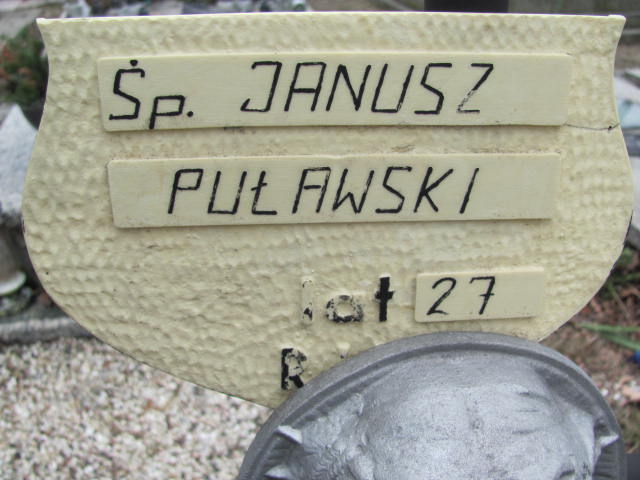 Śp. JANUSZ
PUŁAWSKI
lat 27
R